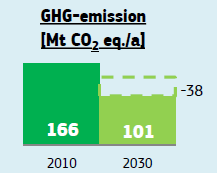 GHG-emission
[Mt CO₂ eq./a]
-38
166 101
2010 2030